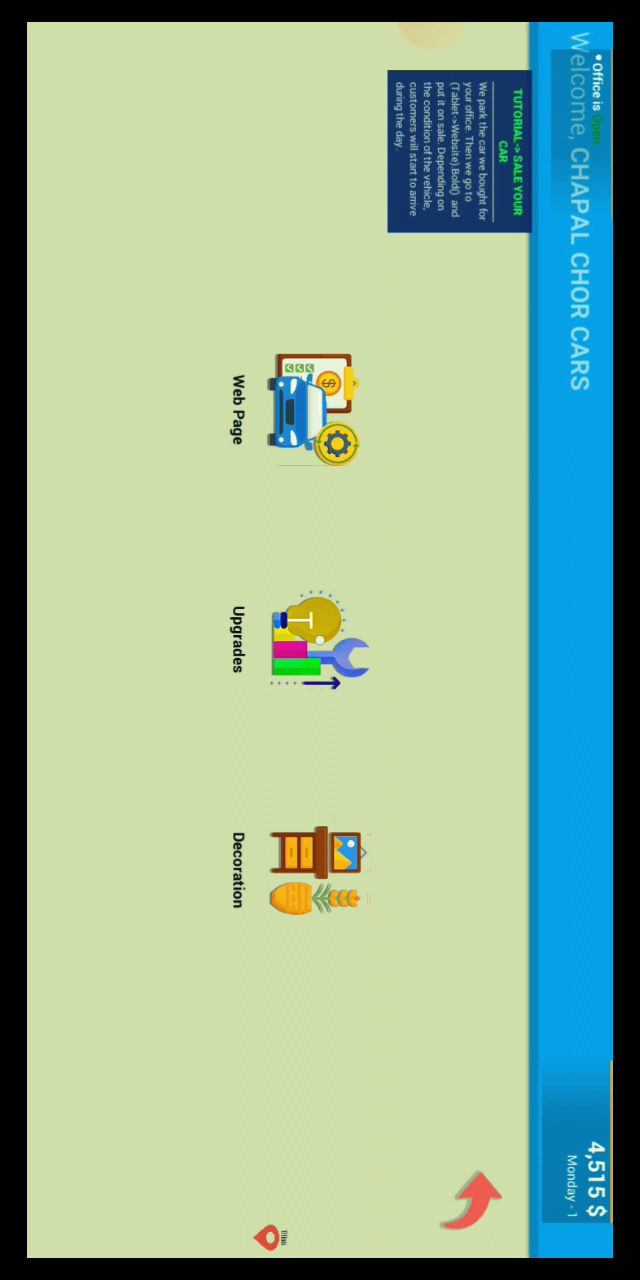 Office is Open
Welcome, CHAPAL CHOR CARS
4,515 $
Monday - 1
TUTORIAL-> SALE YOUR
CAR
We park the car we bought for
your office. Then we go to
(Tablet->Website).Bold() and
put it on sale. Depending on
the condition of the vehicle,
customers will start to arrive
during the day.
Web Page
Upgrades
Decoration